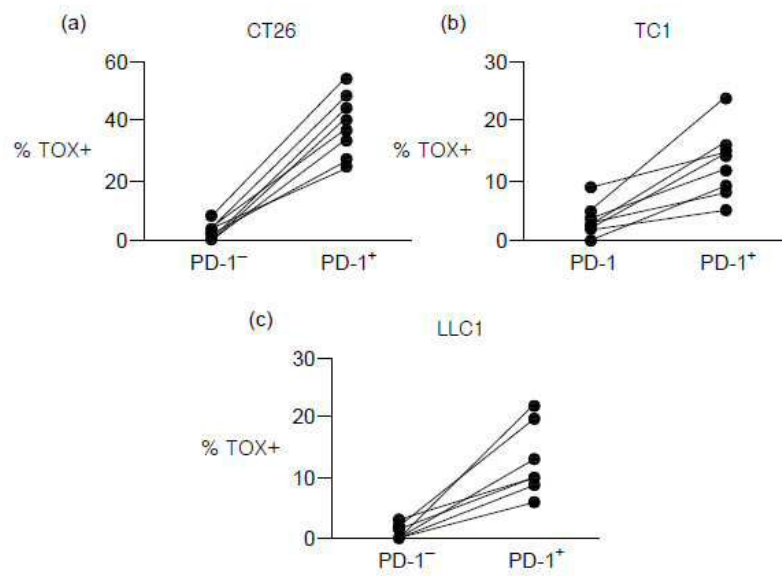 (a)
CT26
60
40
% TOX+
20
0
PD-1⁻
PD-1⁺
(b)
TC1
30
20
% TOX+
10
0
PD-1
PD-1⁺
(c)
LLC1
30
20
% TOX+
10
0
PD-1⁻
PD-1⁺